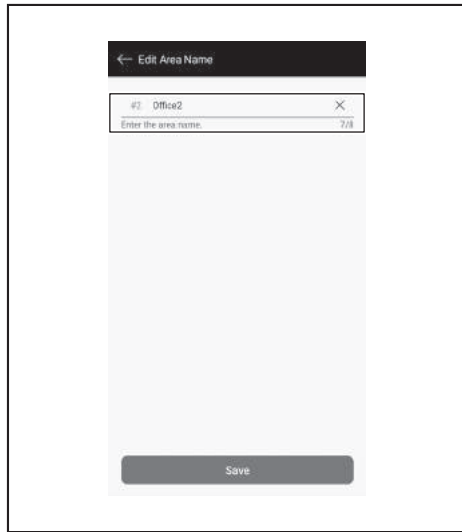 ← Edit Area Name
#2 Office2 ×
Enter the area name. 7/8
Save